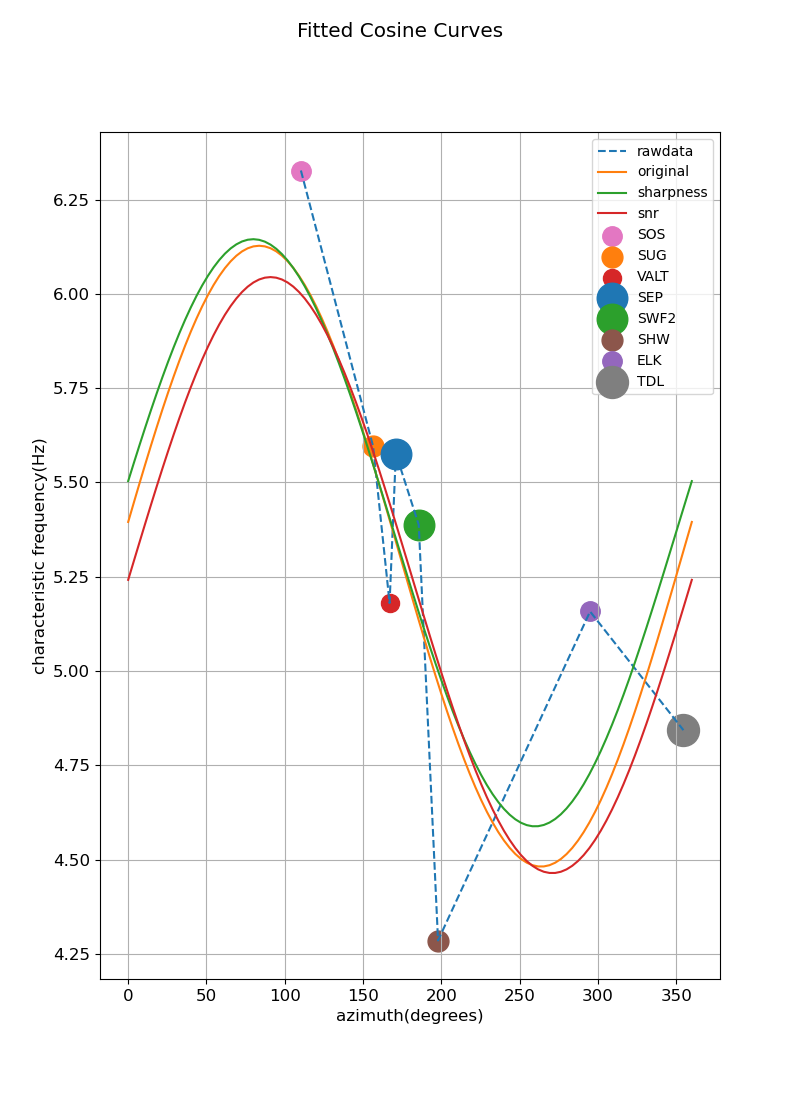 Fitted Cosine Curves
rawdata
original
sharpness
snr
SOS
SUG
VALT
SEP
SWF2
SHW
ELK
TDL
characteristic frequency(Hz)
6.25
6.00
5.75
5.50
5.25
5.00
4.75
4.50
4.25
0 50 100 150 200 250 300 350
azimuth(degrees)